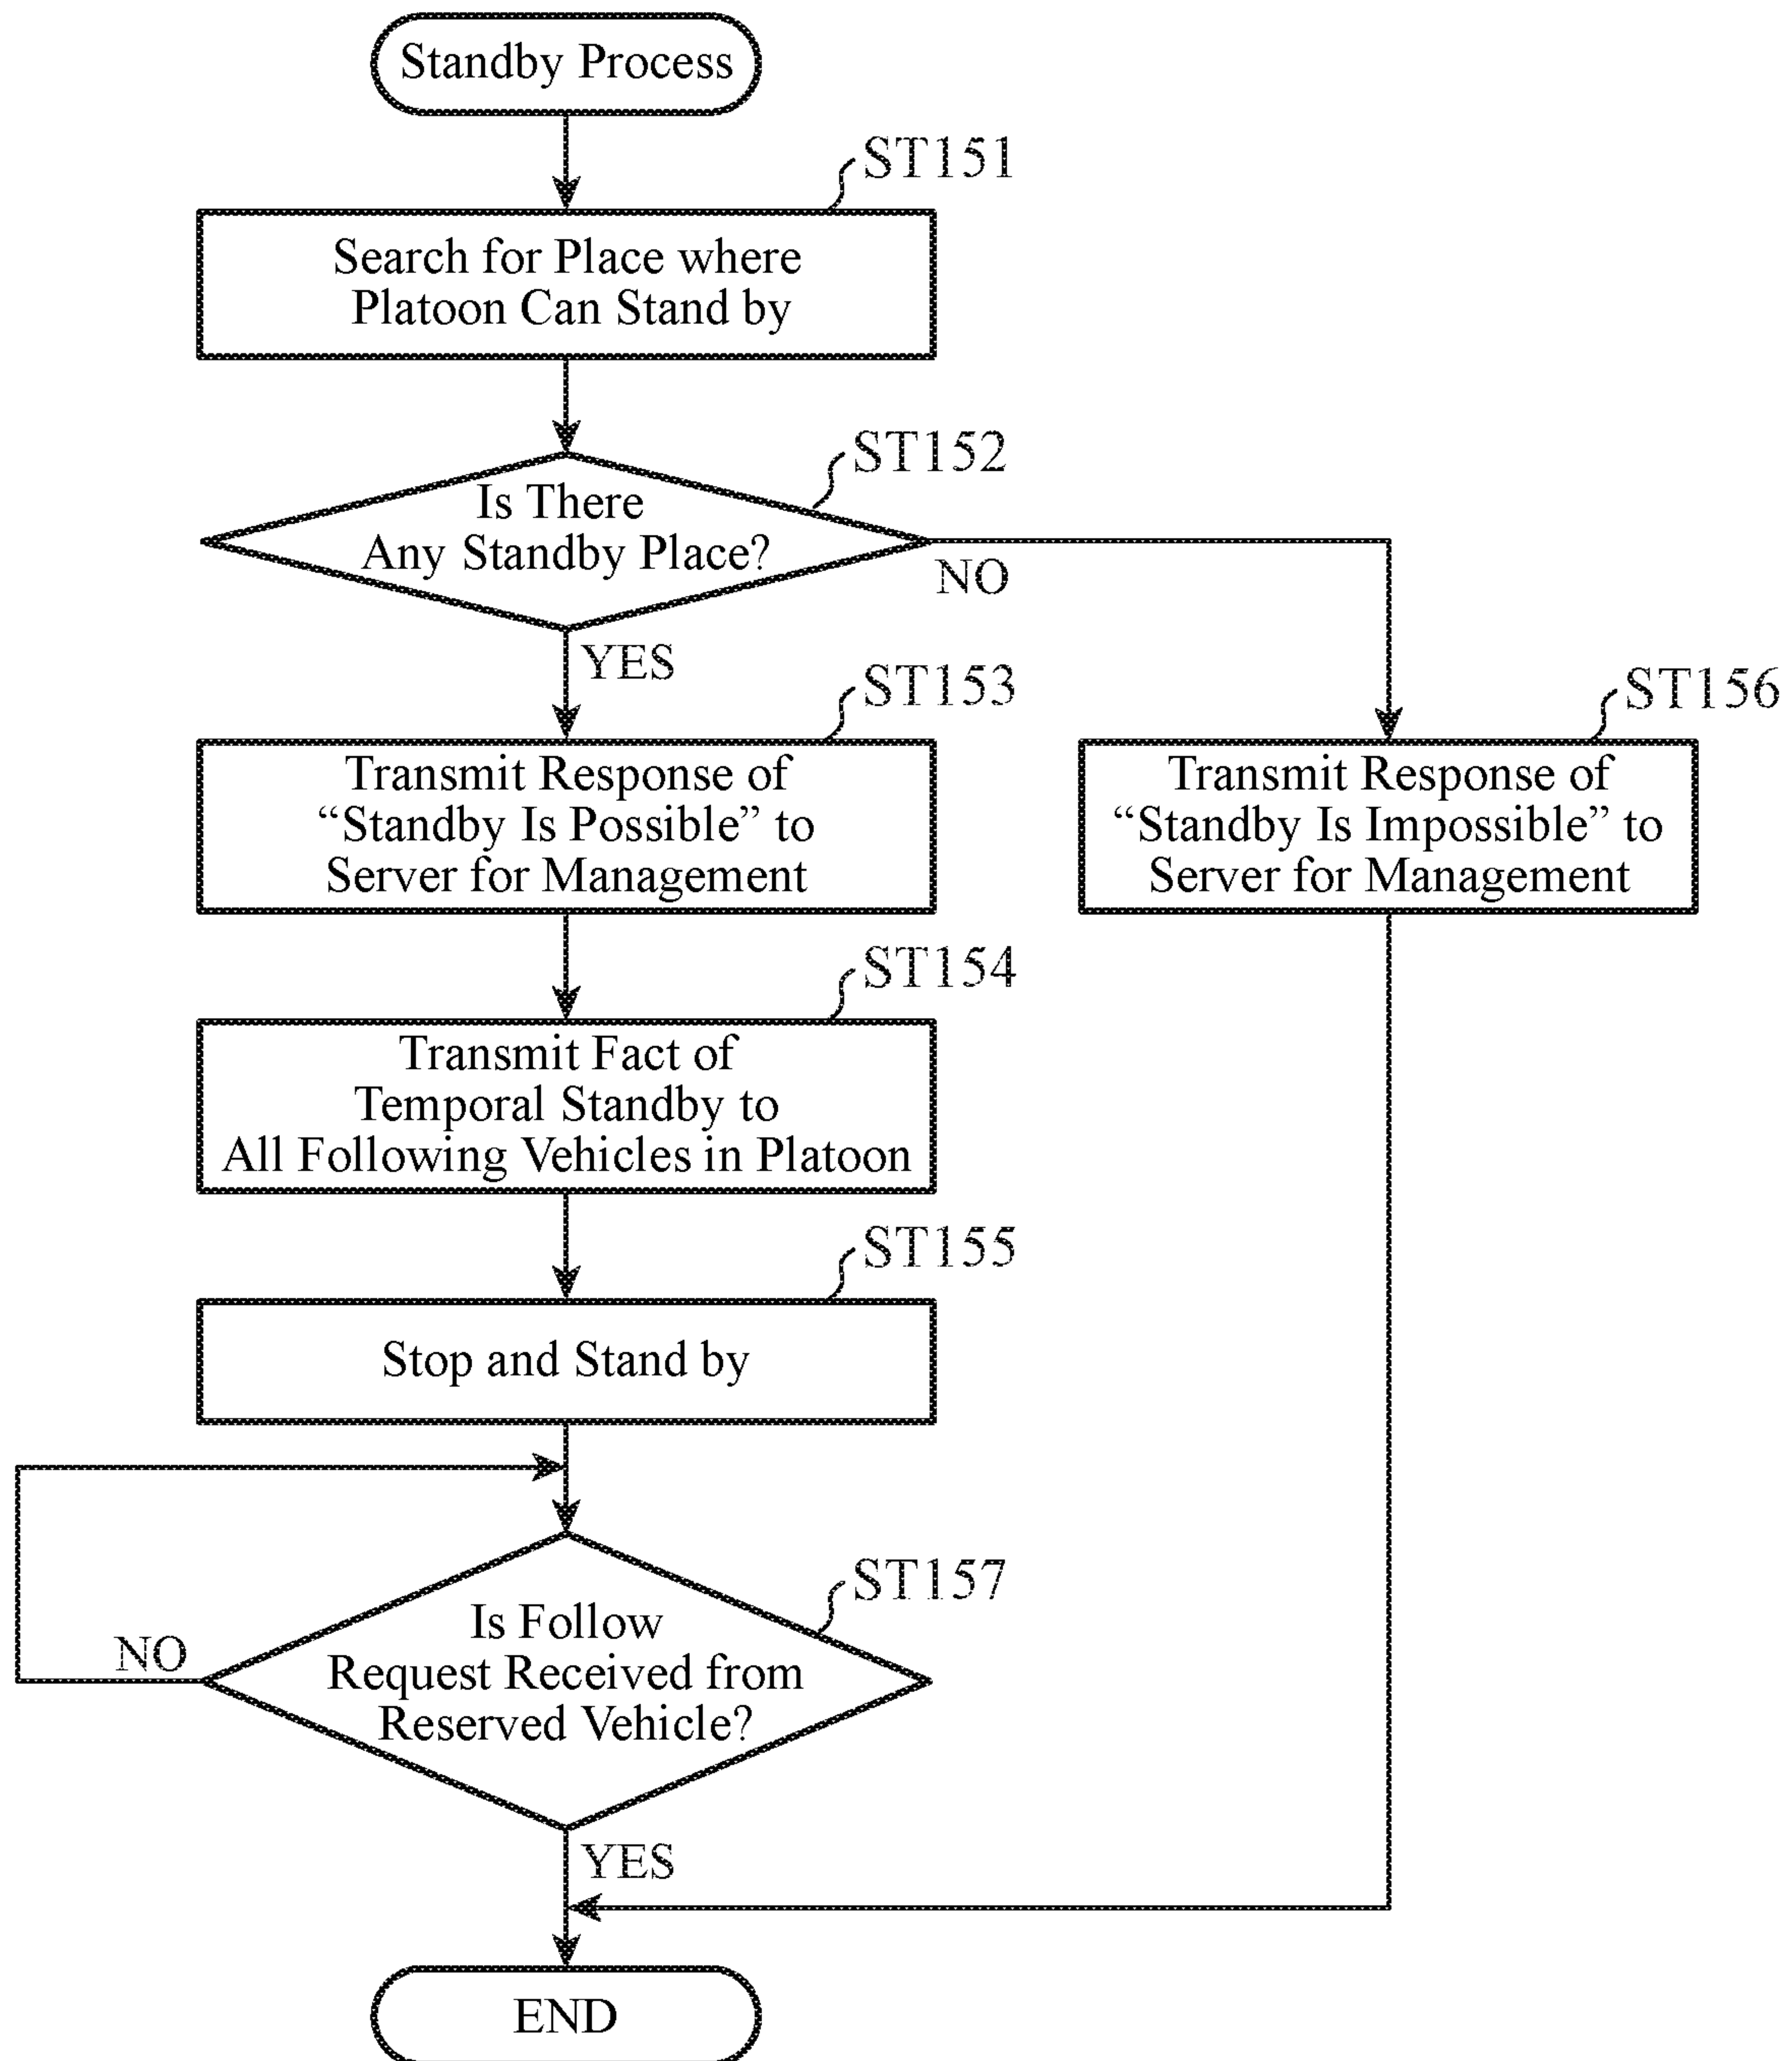 Standby Process
ST151
Search for Place where
Platoon Can Stand by
ST152
Is There
Any Standby Place?
NO
YES
ST153
Transmit Response of
“Standby Is Possible” to
Server for Management
ST156
Transmit Response of
“Standby Is Impossible” to
Server for Management
ST154
Transmit Fact of
Temporal Standby to
All Following Vehicles in Platoon
ST155
Stop and Stand by
ST157
Is Follow
Request Received from
Reserved Vehicle?
NO
YES
END